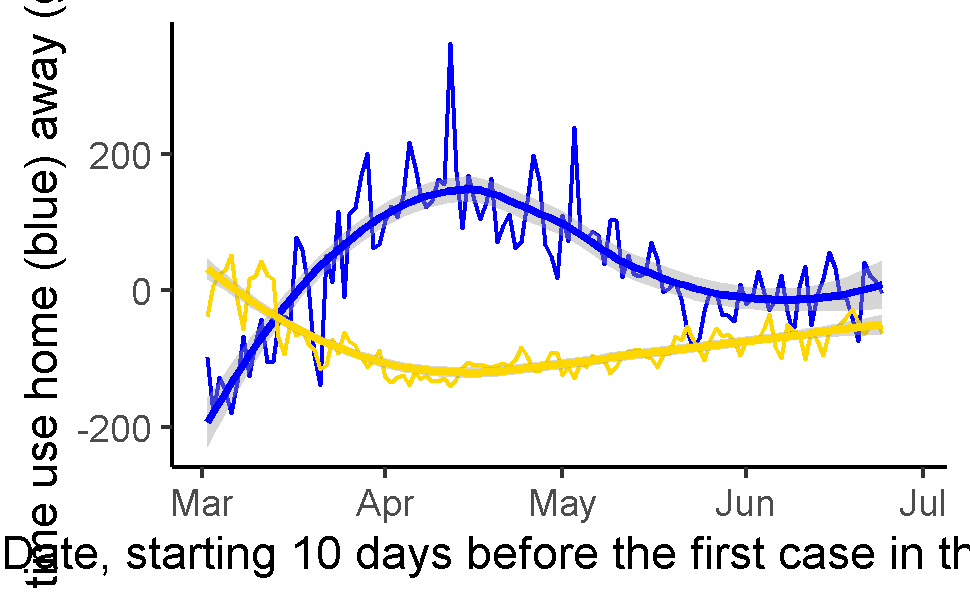 time use home (blue) away (
200
0
-200
Mar Apr May Jun Jul
Date, starting 10 days before the first case in